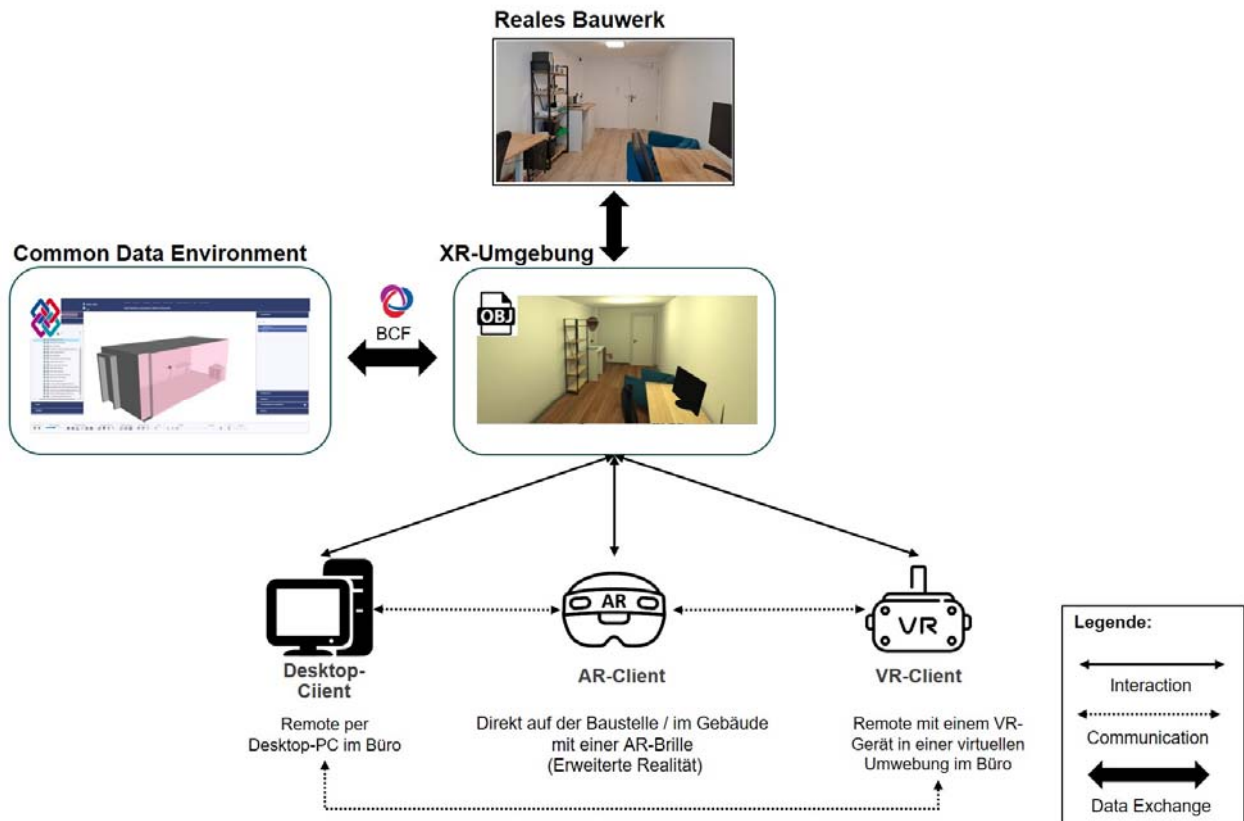 Reales Bauwerk
Common Data Environment
XR-Umgebung
BCF
OBJ
AR
VR
Desktop-
Ciient
AR-Client
VR-Client
Remote per
Desktop-PC im Büro
Direkt auf der Baustelle / im Gebäude
mit einer AR-Brille
(Erweiterte Realität)
Remote mit einem VR-
Gerät in einer virtuellen
Umwebung im Büro
Legende:
Interaction
Communication
Data Exchange